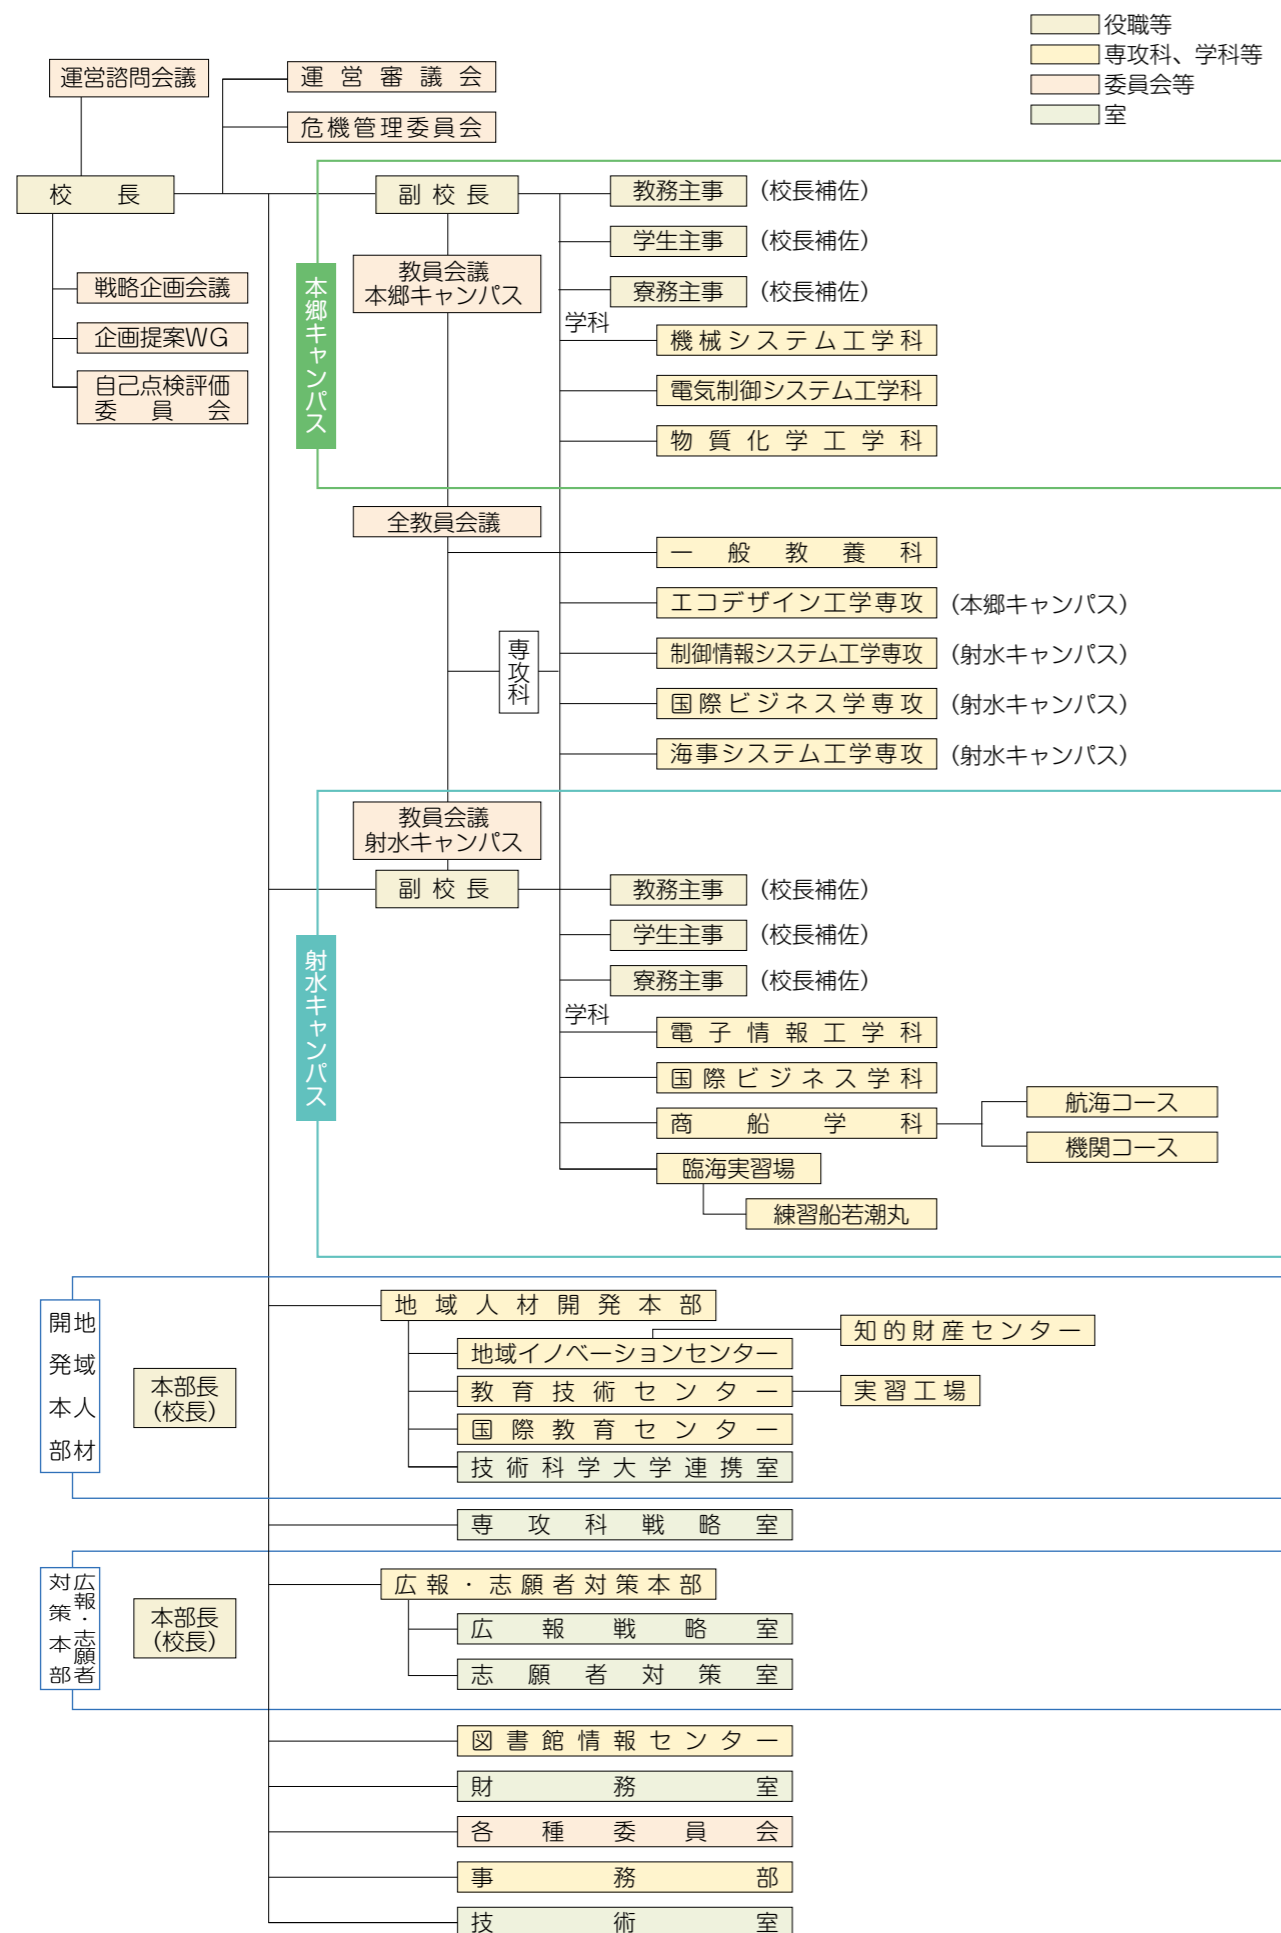 役職等
専攻科、学科等
委員会等
室
運営諮問会議
運営審議会
危機管理委員会
校長
戦略企画会議
企画提案WG
自己点検評価
委員会
本郷キャンパス
副校長
教員会議
本郷キャンパス
教務主事 (校長補佐)
学生主事 (校長補佐)
寮務主事 (校長補佐)
学科
機械システム工学科
電気制御システム工学科
物質化学工学科
全教員会議
一般教養科
専攻科
エコデザイン工学専攻 (本郷キャンパス)
制御情報システム工学専攻 (射水キャンパス)
国際ビジネス学専攻 (射水キャンパス)
海事システム工学専攻 (射水キャンパス)
射水キャンパス
教員会議
射水キャンパス
副校長
教務主事 (校長補佐)
学生主事 (校長補佐)
寮務主事 (校長補佐)
学科
電子情報工学科
国際ビジネス学科
商船学科
航海コース
機関コース
臨海実習場
練習船若潮丸
地域人材
開発本部
本部長
(校長)
地域人材開発本部
地域イノベーションセンター
知的財産センター
教育技術センター
実習工場
国際教育センター
技術科学大学連携室
専攻科戦略室
広報・志願者
対策本部
本部長
(校長)
広報・志願者対策本部
広報戦略室
志願者対策室
図書館情報センター
財務室
各種委員会
事務部
技術室